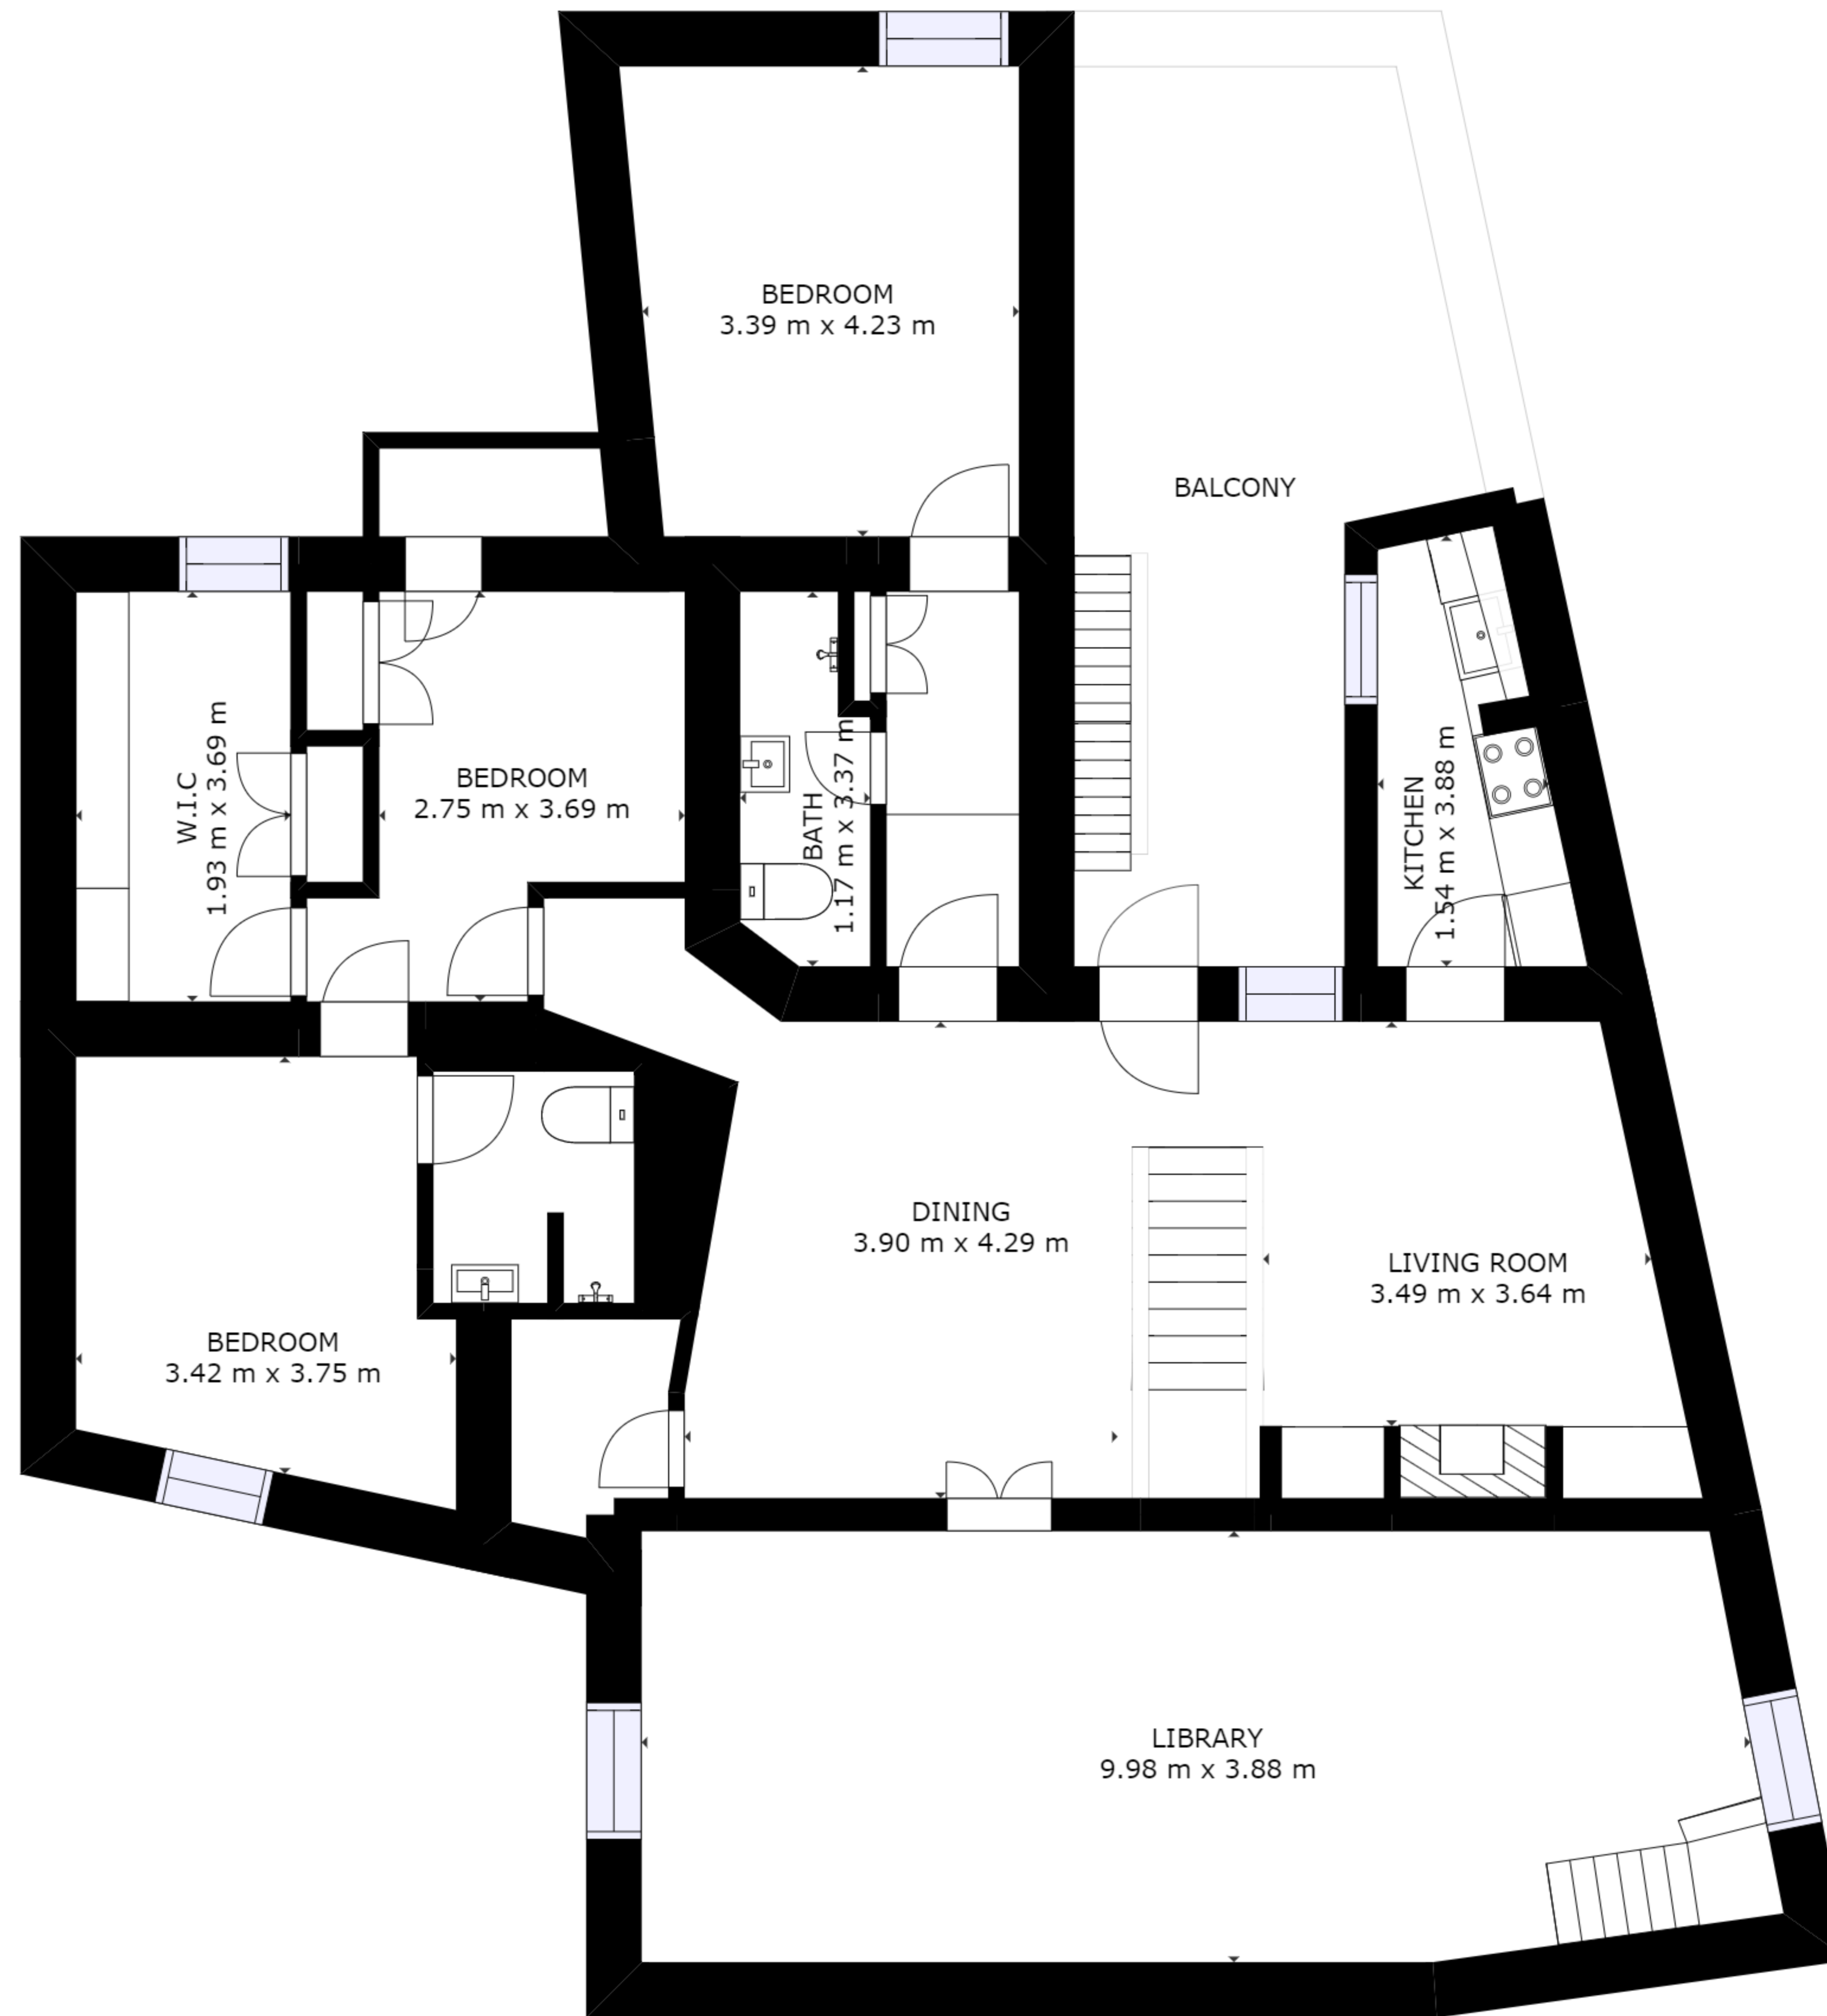 BEDROOM
3.39 m x 4.23 m
BALCONY
W.I.C
1.93 m x 3.69 m
BEDROOM
2.75 m x 3.69 m
BATH
1.17 m x 3.37 m
KITCHEN
1.54 m x 3.88 m
DINING
3.90 m x 4.29 m
LIVING ROOM
3.49 m x 3.64 m
BEDROOM
3.42 m x 3.75 m
LIBRARY
9.98 m x 3.88 m